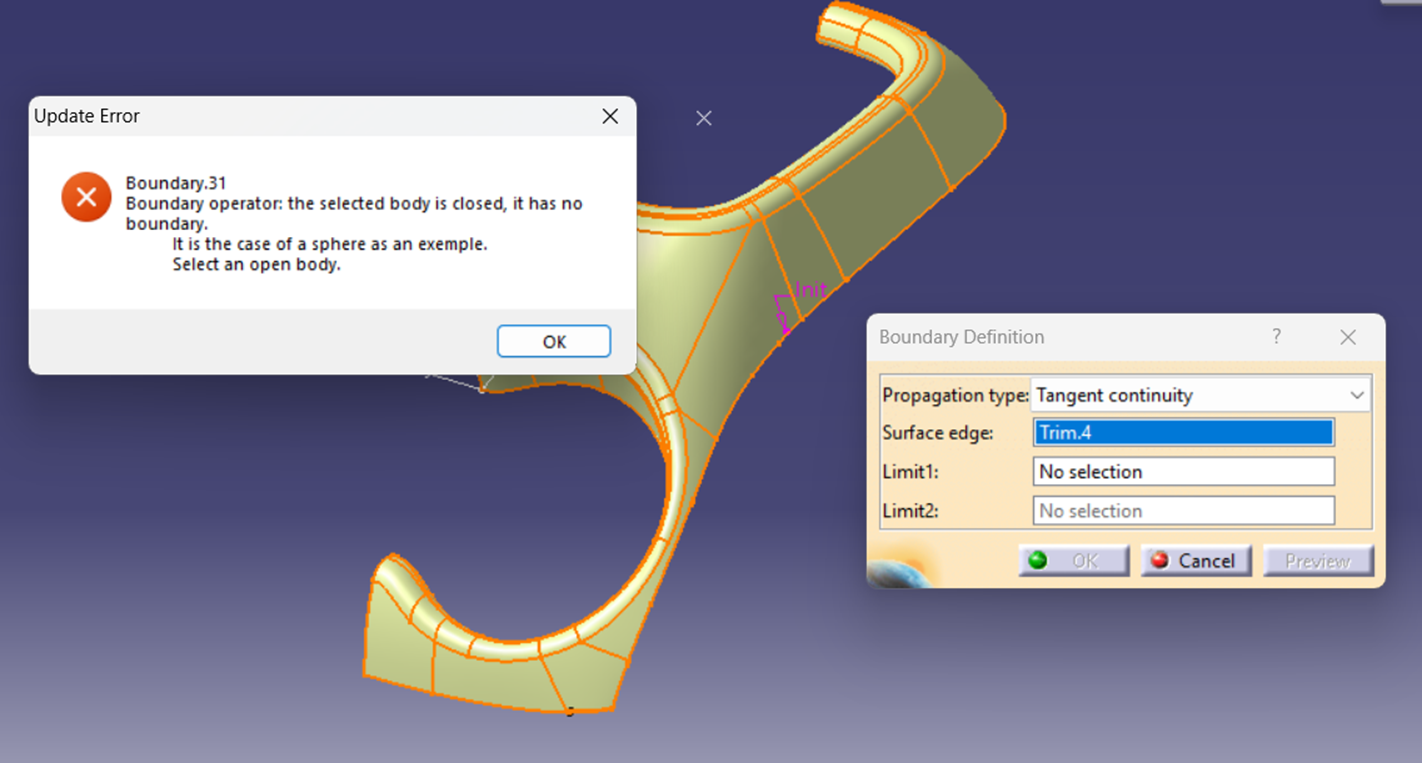 Update Error
Boundary.31
Boundary operator: the selected body is closed, it has no
boundary.
It is the case of a sphere as an exemple.
Select an open body.
OK
Init
Boundary Definition
?
Propagation type: Tangent continuity
Surface edge: Trim.4
Limit1: No selection
Limit2: No selection
OK Cancel Preview